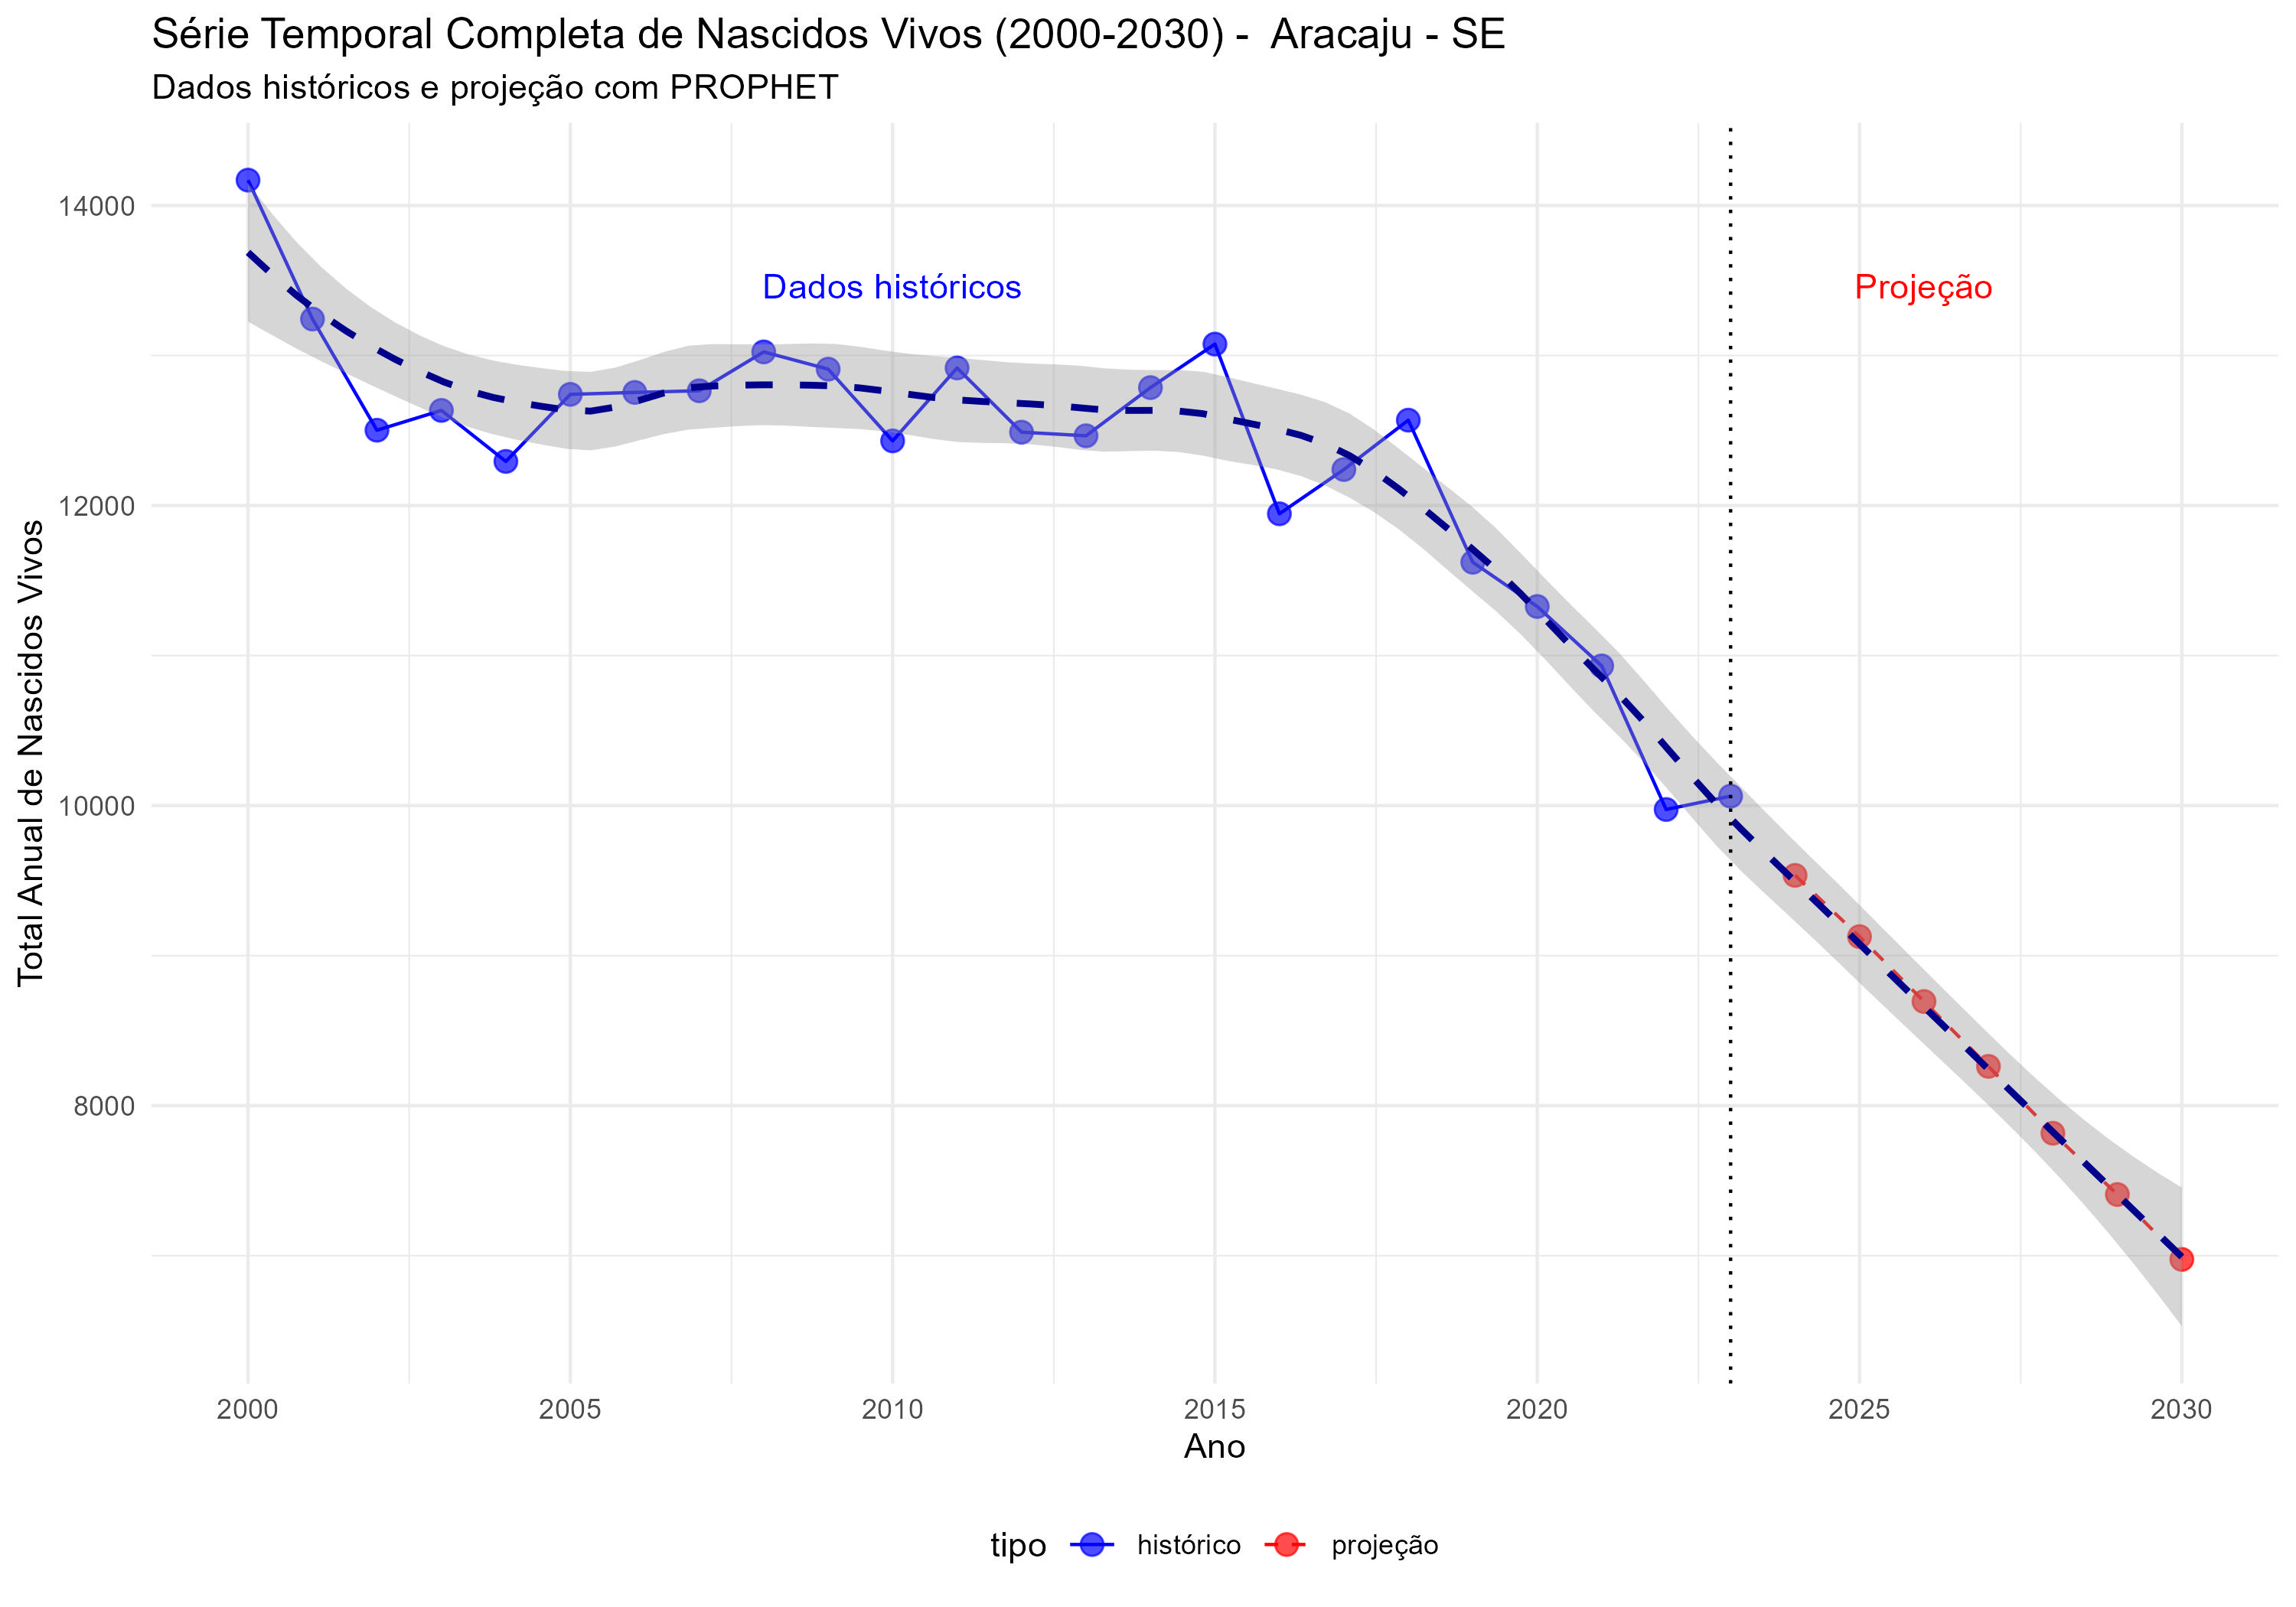 Série Temporal Completa de Nascidos Vivos (2000-2030) -  Aracaju - SE
Dados históricos e projeção com PROPHET
Total Anual de Nascidos Vivos
14000
12000
10000
8000
Dados históricos
Projeção
2000 2005 2010 2015 2020 2025 2030
Ano
tipo histórico projeção